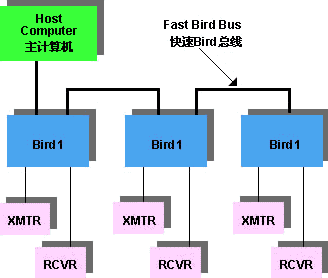 Host
Computer
主计算机
Fast Bird Bus
快速Bird总线
Bird1
Bird1
Bird1
XMTR
XMTR
XMTR
RCVR
RCVR
RCVR